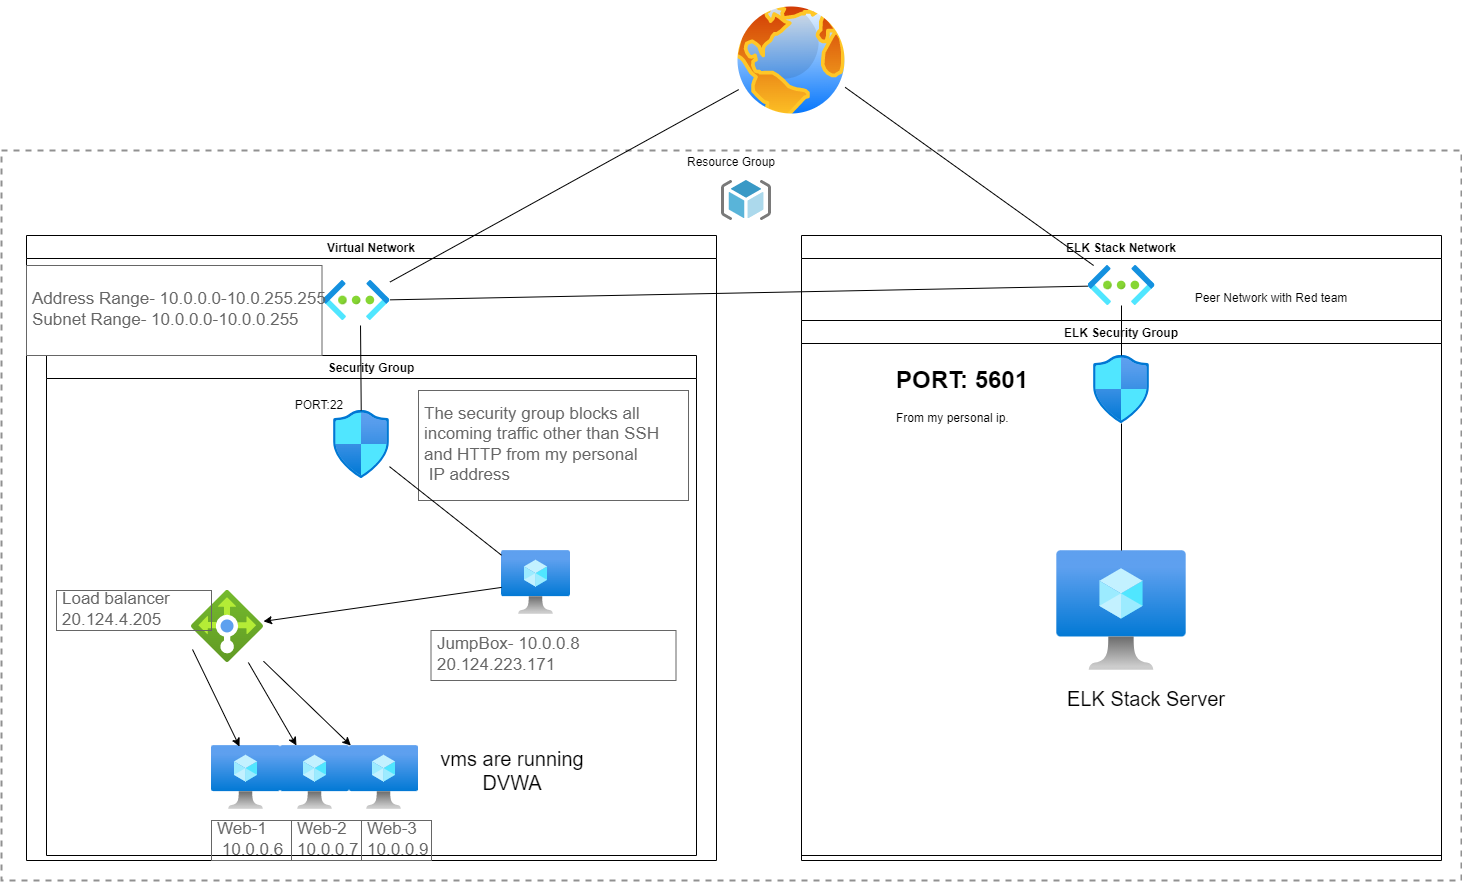 Resource Group
Virtual Network
Address Range- 10.0.0.0-10.0.255.255
Subnet Range- 10.0.0.0-10.0.0.255
Security Group
PORT:22
The security group blocks all
incoming traffic other than SSH
and HTTP from my personal
IP address
Load balancer
20.124.4.205
JumpBox- 10.0.0.8
20.124.223.171
vms are running
DVWA
Web-1
10.0.0.6
Web-2
10.0.0.7
Web-3
10.0.0.9
ELK Stack Network
Peer Network with Red team
ELK Security Group
PORT: 5601
From my personal ip.
ELK Stack Server